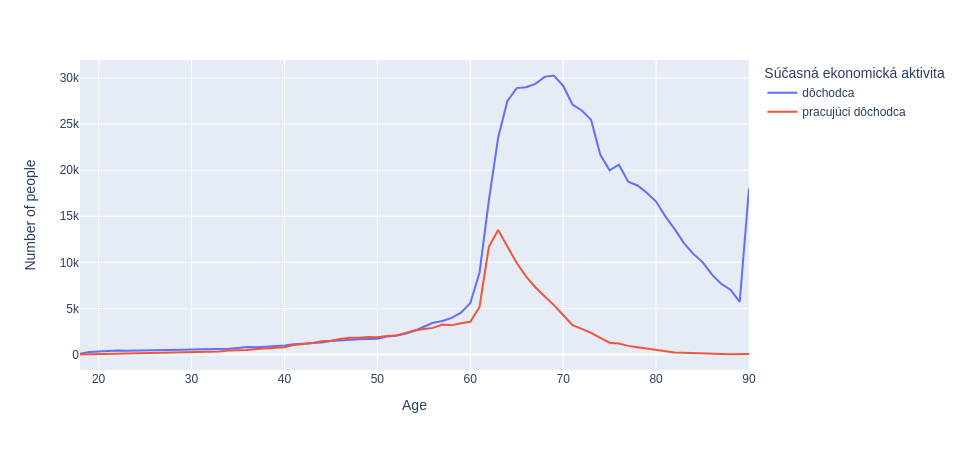 Súčasná ekonomická aktivita
dôchodca
pracujúci dôchodca
Number of people
30k
25k
20k
15k
10k
5k
0
20 30 40 50 60 70 80 90
Age